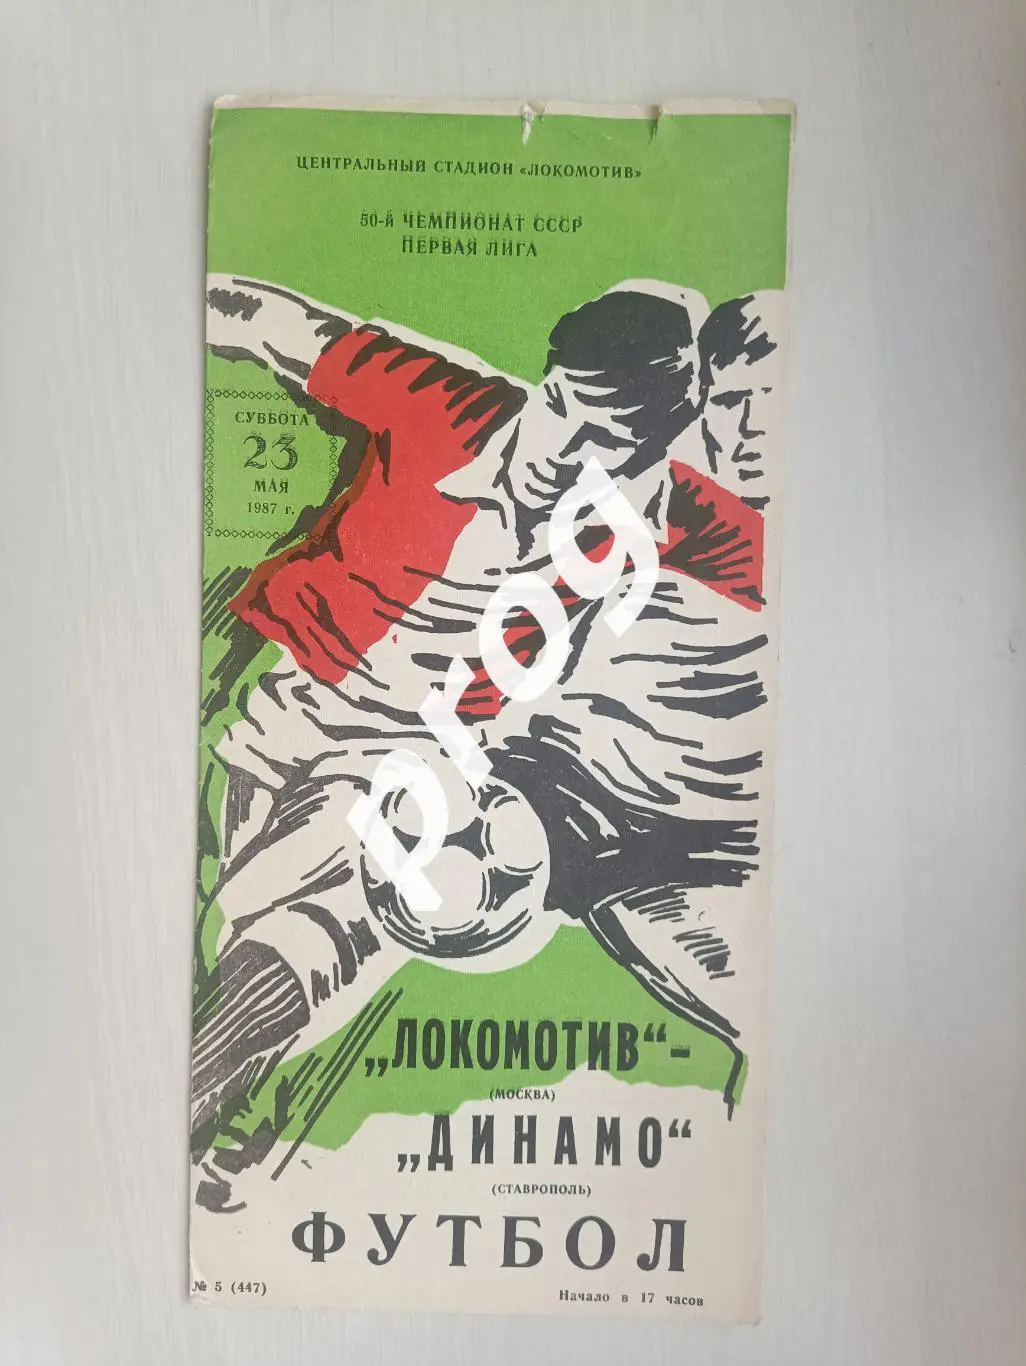 ЦЕНТРАЛЬНЫЙ СТАДИОН «ЛОКОМОТИВ»
50-й ЧЕМПИОНАТ СССР
ПЕРВАЯ ЛИГА
СУББОТА
23
МАЯ
1987 г.
prog
„ЛОКОМОТИВ“-
(МОСКВА)
„ДИНАМО“
(СТАВРОПОЛЬ)
ФУТБОЛ
№ 5 (447)
Начало в 17 часов